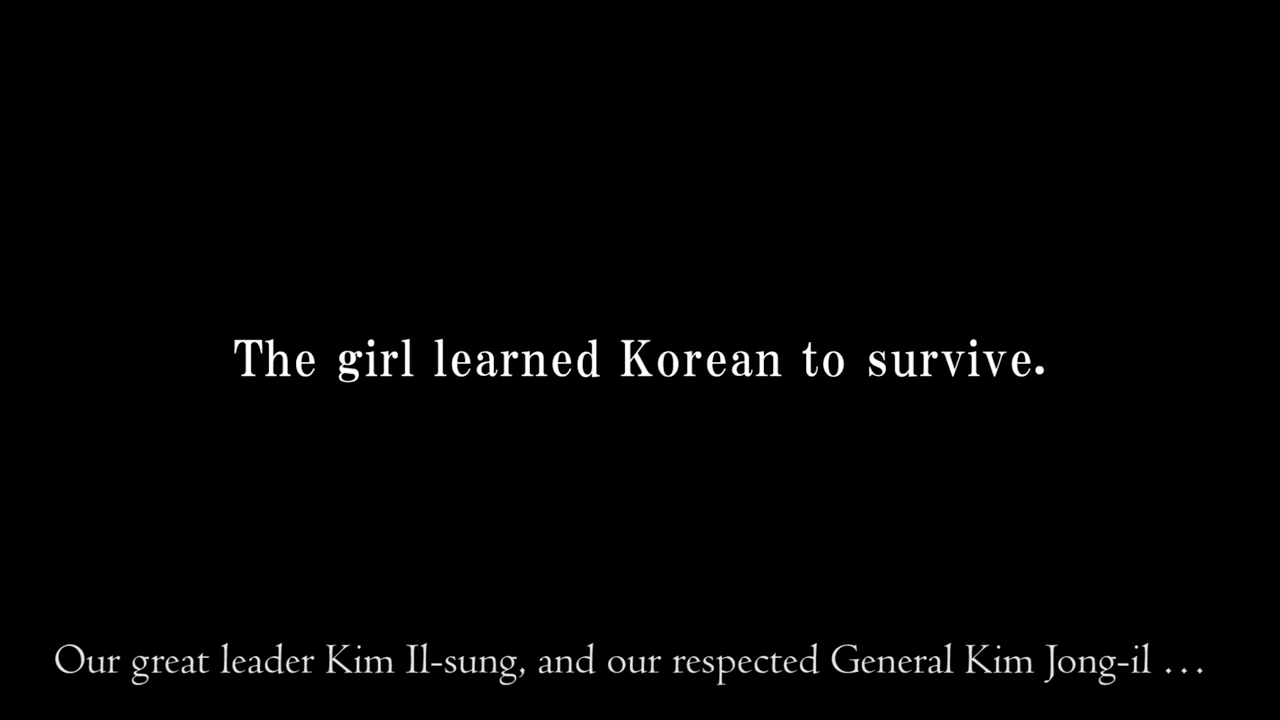 The girl learned Korean to survive.
Our great leader Kim Il-sung, and our respected General Kim Jong-il …